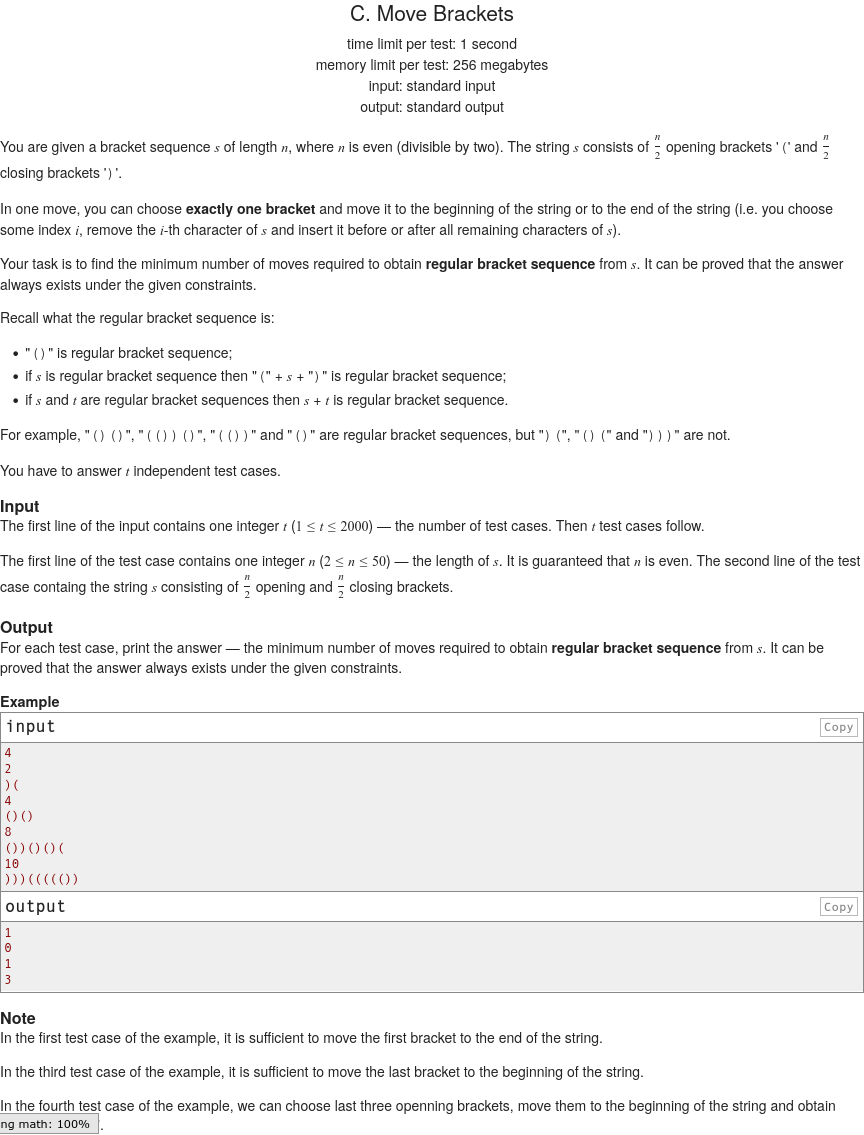 C. Move Brackets
time limit per test: 1 second
memory limit per test: 256 megabytes
input: standard input
output: standard output
You are given a bracket sequence s of length n, where n is even (divisible by two). The string s consists of n/2 opening brackets '(' and n/2
closing brackets ')'.
In one move, you can choose exactly one bracket and move it to the beginning of the string or to the end of the string (i.e. you choose
some index i, remove the i-th character of s and insert it before or after all remaining characters of s).
Your task is to find the minimum number of moves required to obtain regular bracket sequence from s. It can be proved that the answer
always exists under the given constraints.
Recall what the regular bracket sequence is:
• "()" is regular bracket sequence;
• if s is regular bracket sequence then "(" + s + ")" is regular bracket sequence;
• if s and t are regular bracket sequences then s + t is regular bracket sequence.
For example, "()()", "(())()", "(())" and "()" are regular bracket sequences, but ")(", "()(" and ")))" are not.
You have to answer t independent test cases.
Input
The first line of the input contains one integer t (1 ≤ t ≤ 2000) — the number of test cases. Then t test cases follow.
The first line of the test case contains one integer n (2 ≤ n ≤ 50) — the length of s. It is guaranteed that n is even. The second line of the test
case containg the string s consisting of n/2 opening and n/2 closing brackets.
Output
For each test case, print the answer — the minimum number of moves required to obtain regular bracket sequence from s. It can be
proved that the answer always exists under the given constraints.
Example
input Copy
4
2
)(
4
()()
8
())()()(
10
)))((((())
output Copy
1
0
1
3
Note
In the first test case of the example, it is sufficient to move the first bracket to the end of the string.
In the third test case of the example, it is sufficient to move the last bracket to the beginning of the string.
In the fourth test case of the example, we can choose last three openning brackets, move them to the beginning of the string and obtain
ng math: 100% .